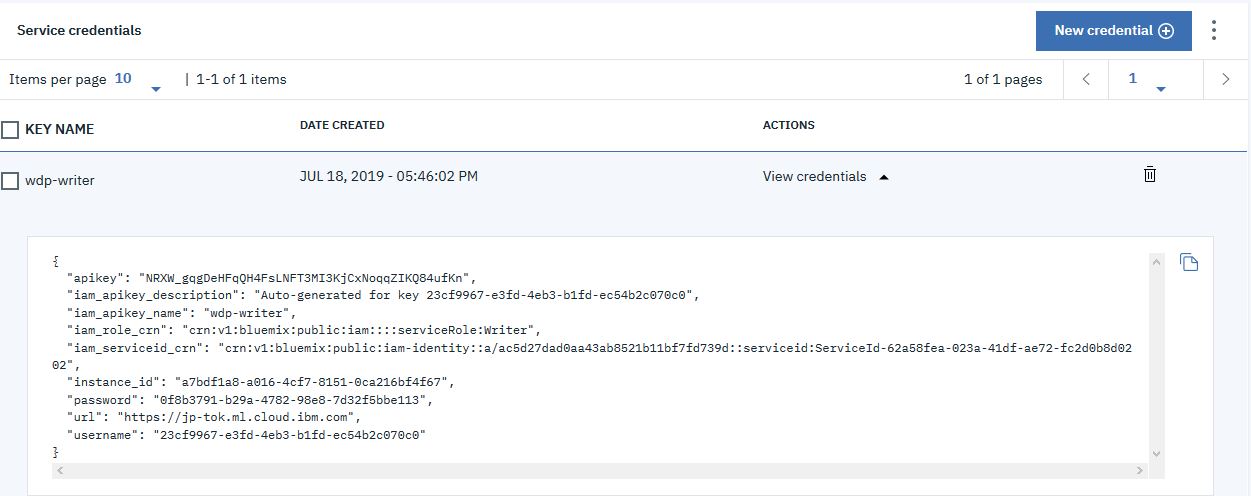 Service credentials
New credential
Items per page 10 | 1-1 of 1 items
1 of 1 pages 1
KEY NAME DATE CREATED ACTIONS
wdp-writer JUL 18, 2019 - 05:46:02 PM View credentials
{
"apikey": "NRXW_gqgDeHFqQH4FsLNFT3MI3KjCxNoqqZIKQ84ufKn",
"iam_apikey_description": "Auto-generated for key 23cf9967-e3fd-4eb3-b1fd-ec54b2c070c0",
"iam_apikey_name": "wdp-writer",
"iam_role_crn": "crn:v1:bluemix:public:iam::::serviceRole:Writer",
"iam_serviceid_crn": "crn:v1:bluemix:public:iam-identity::a/ac5d27dad0aa43ab8521b11bf7fd739d::serviceid:ServiceId-62a58fea-023a-41df-ae72-fc2d0b8d02
02",
"instance_id": "a7bdf1a8-a016-4cf7-8151-0ca216bf4f67",
"password": "0f8b3791-b29a-4782-98e8-7d32f5bbe113",
"url": "https://jp-tok.ml.cloud.ibm.com",
"username": "23cf9967-e3fd-4eb3-b1fd-ec54b2c070c0"
}